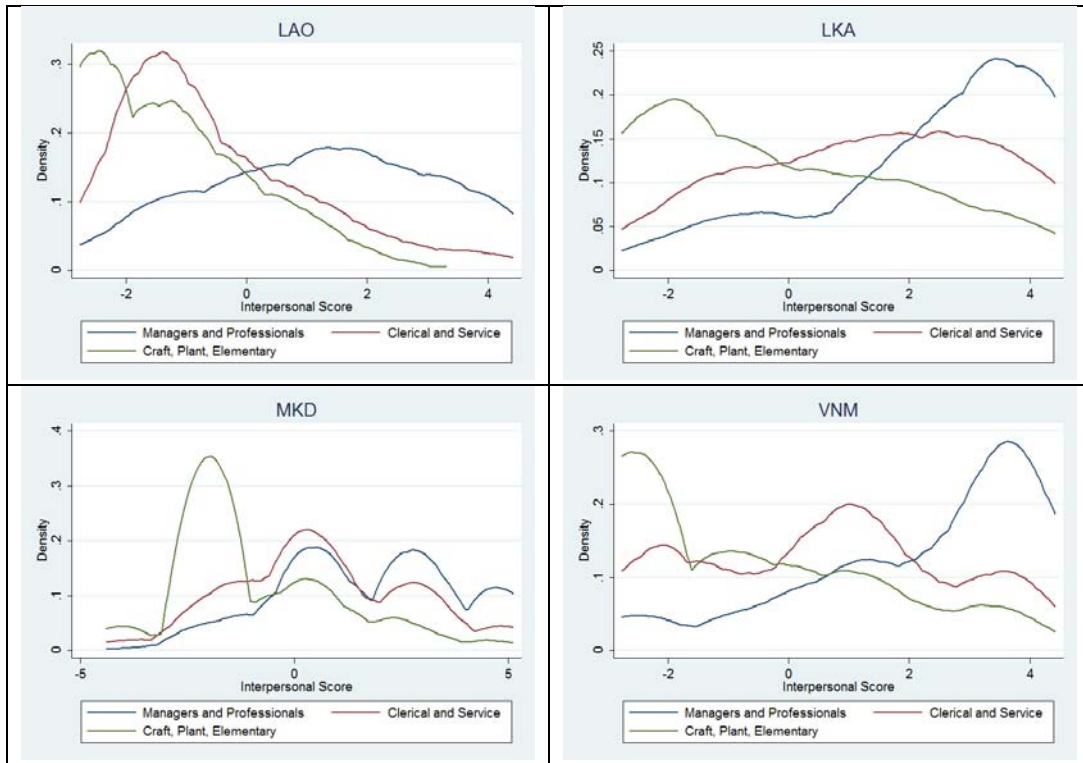 LAO
.3
.2
.1
0
Density
-2 0 2 4
Interpersonal Score
Managers and Professionals Clerical and Service
Craft, Plant, Elementary
LKA
.25
.2
.15
.1
.05
0
Density
-2 0 2 4
Interpersonal Score
Managers and Professionals Clerical and Service
Craft, Plant, Elementary
MKD
.4
.3
.2
.1
0
Density
-5 0 5
Interpersonal Score
Managers and Professionals Clerical and Service
Craft, Plant, Elementary
VNM
.3
.2
.1
0
Density
-2 0 2 4
Interpersonal Score
Managers and Professionals Clerical and Service
Craft, Plant, Elementary